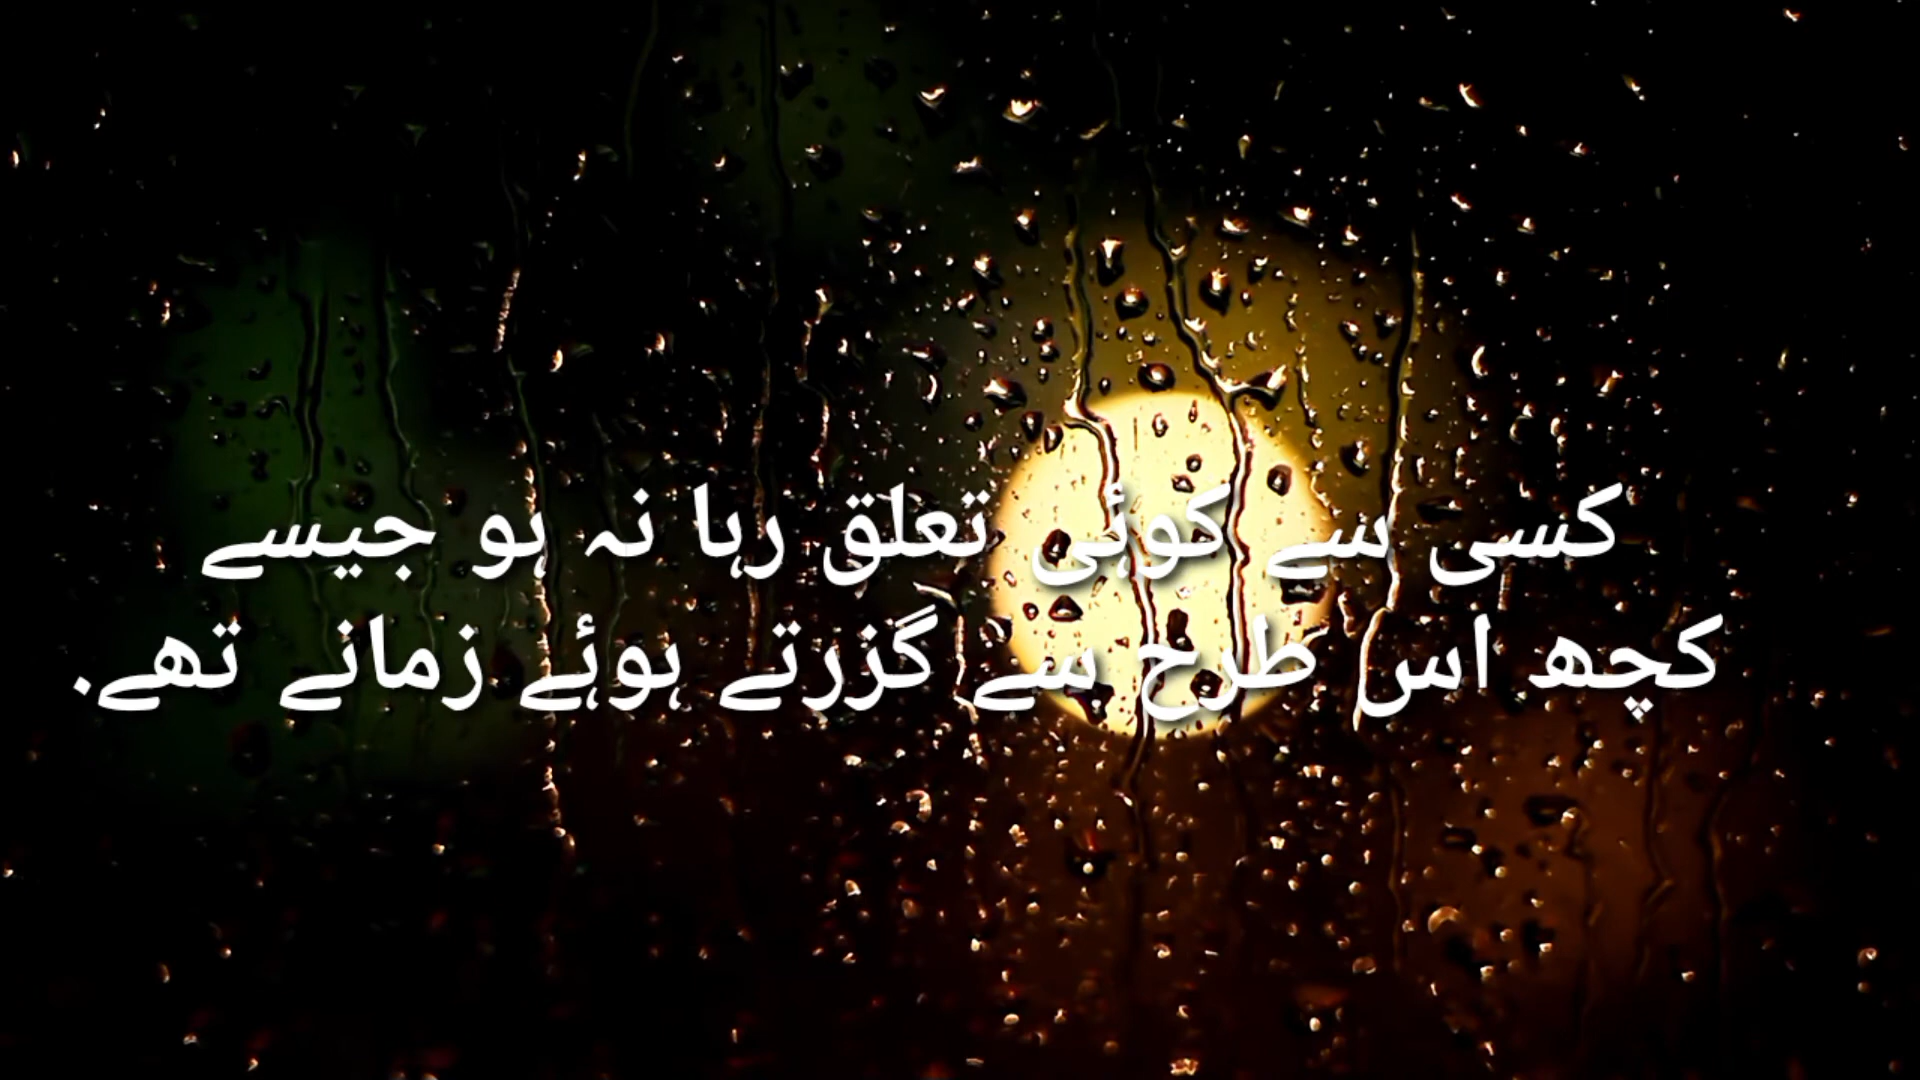 کسی سے کوئی تعلق رہا نہ ہو جیسے
کچھ اس طرح سے گزرتے ہوئے زمانے تھے.